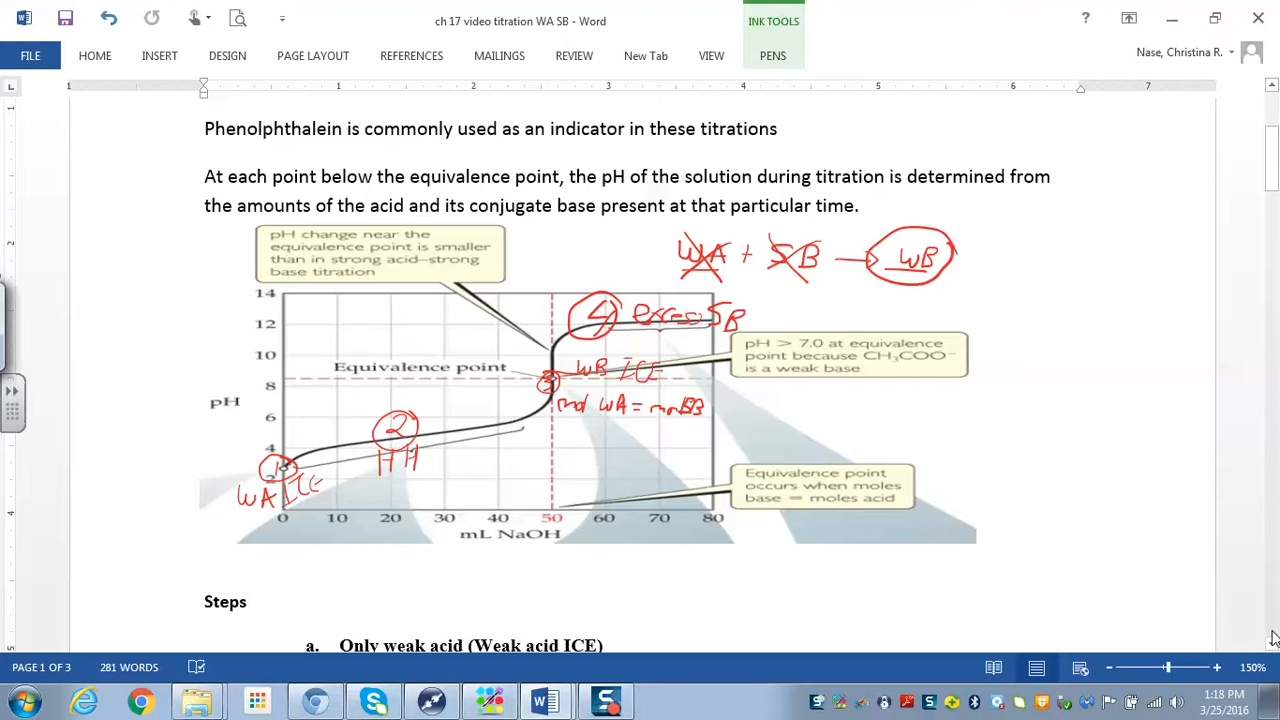 ch 17 video titration WA SB - Word
INK TOOLS
FILE
HOME
INSERT
DESIGN
PAGE LAYOUT
REFERENCES
MAILINGS
REVIEW
New Tab
VIEW
PENS
Nase, Christina R.
1 1 2 3 4 5 6 7
Phenolphthalein is commonly used as an indicator in these titrations
At each point below the equivalence point, the pH of the solution during titration is determined from
the amounts of the acid and its conjugate base present at that particular time.
pH change near the
equivalence point is smaller
than in strong acid–strong
base titration
WA + SB → WB
14
12
10
8
6
4
2
pH
4 excess SB
Equivalence point
3 WB ICE
mol WA = mol SB
pH > 7.0 at equivalence
point because CH₃COO⁻
is a weak base
2
HH
1
WA ICE
Equivalence point
occurs when moles
base = moles acid
0 10 20 30 40 50 60 70 80
mL NaOH
Steps
a. Only weak acid (Weak acid ICE)
PAGE 1 OF 3
281 WORDS
150%
1:18 PM
3/25/2016